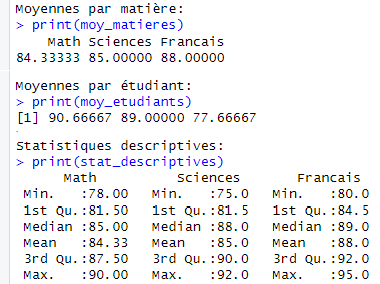 Moyennes par matière:
> print(moy_matieres)
    Math Sciences Francais
84.33333 85.00000 88.00000
Moyennes par étudiant:
> print(moy_etudiants)
[1] 90.66667 89.00000 77.66667
Statistiques descriptives:
> print(stat_descriptives)
      Math          Sciences       Francais
 Min.   :78.00   Min.   :75.0   Min.   :80.0
 1st Qu.:81.50   1st Qu.:81.5   1st Qu.:84.5
 Median :85.00   Median :88.0   Median :89.0
 Mean   :84.33   Mean   :85.0   Mean   :88.0
 3rd Qu.:87.50   3rd Qu.:90.0   3rd Qu.:92.0
 Max.   :90.00   Max.   :92.0   Max.   :95.0